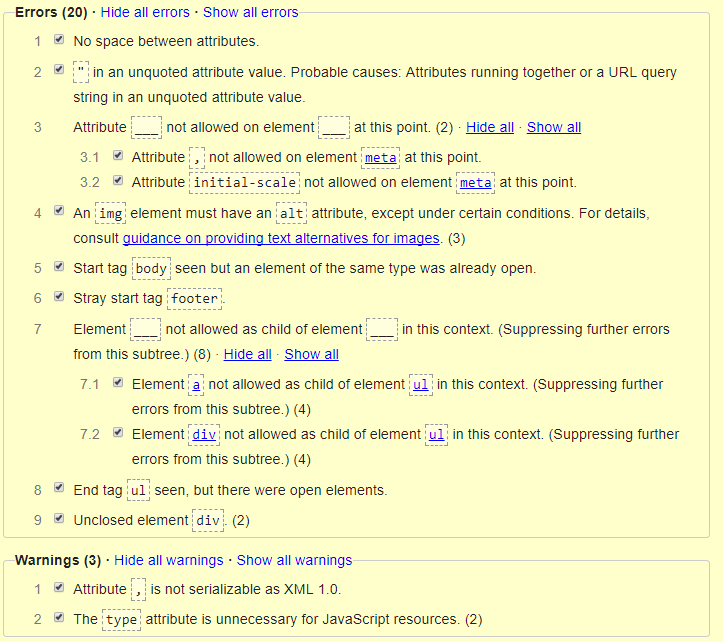 Errors (20) · Hide all errors · Show all errors
1 No space between attributes.
2 " in an unquoted attribute value. Probable causes: Attributes running together or a URL query
string in an unquoted attribute value.
3 Attribute ___ not allowed on element ___ at this point. (2) · Hide all · Show all
3.1 Attribute , not allowed on element meta at this point.
3.2 Attribute initial-scale not allowed on element meta at this point.
4 An img element must have an alt attribute, except under certain conditions. For details,
consult guidance on providing text alternatives for images. (3)
5 Start tag body seen but an element of the same type was already open.
6 Stray start tag footer.
7 Element ___ not allowed as child of element ___ in this context. (Suppressing further errors
from this subtree.) (8) · Hide all · Show all
7.1 Element a not allowed as child of element ul in this context. (Suppressing further
errors from this subtree.) (4)
7.2 Element div not allowed as child of element ul in this context. (Suppressing further
errors from this subtree.) (4)
8 End tag ul seen, but there were open elements.
9 Unclosed element div. (2)
Warnings (3) · Hide all warnings · Show all warnings
1 Attribute , is not serializable as XML 1.0.
2 The type attribute is unnecessary for JavaScript resources. (2)